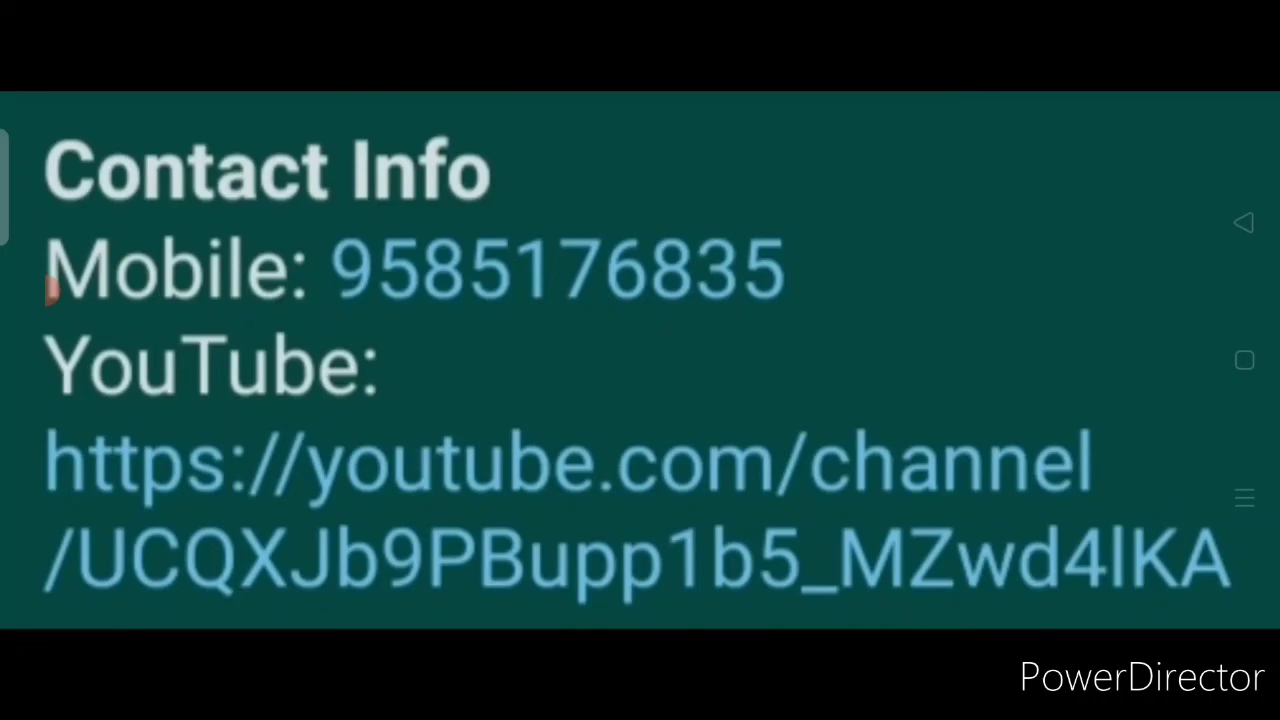 Contact Info
Mobile: 9585176835
YouTube:
https://youtube.com/channel
/UCQXJb9PBupp1b5_MZwd4lKA
PowerDirector